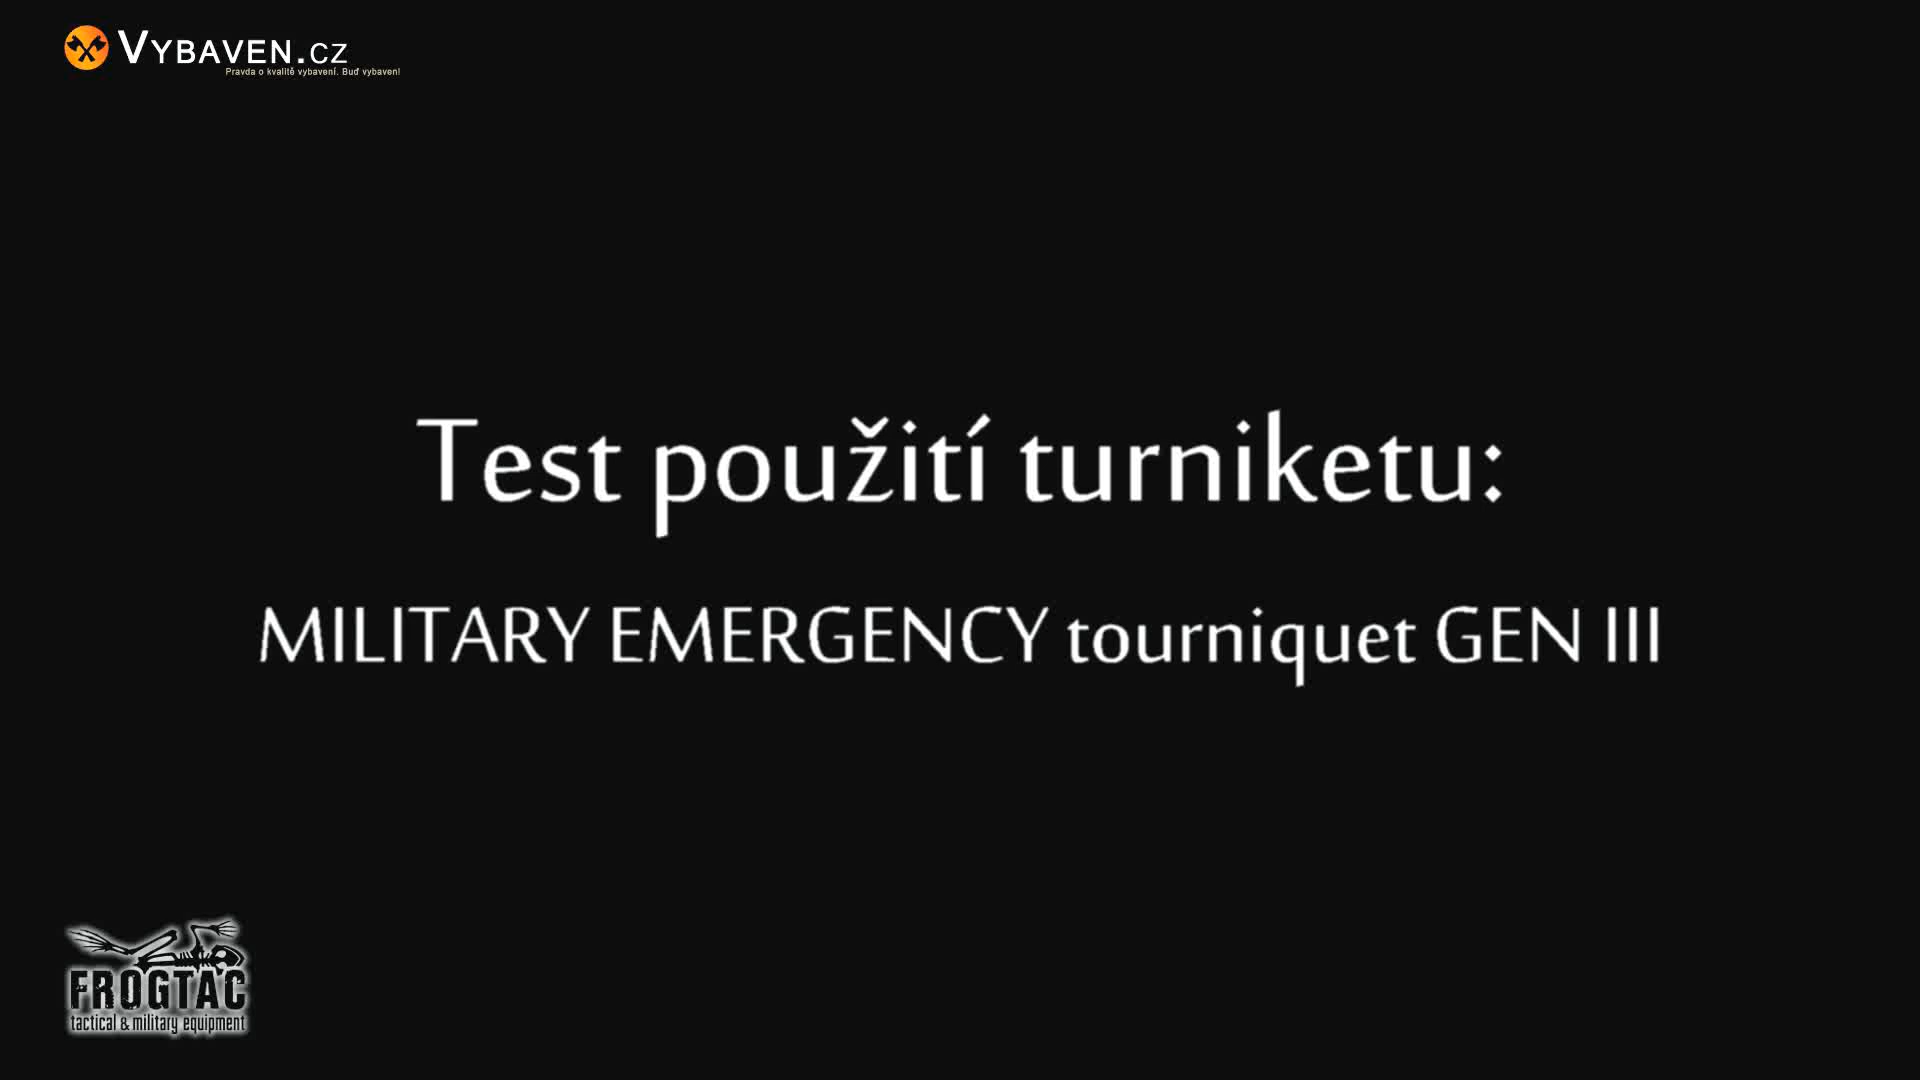 VYBAVEN.CZ
Pravda o kvalitě vybavení. Buď vybaven!
Test použití turniketu:
MILITARY EMERGENCY tourniquet GEN III
FROGTAC
tactical & military equipment